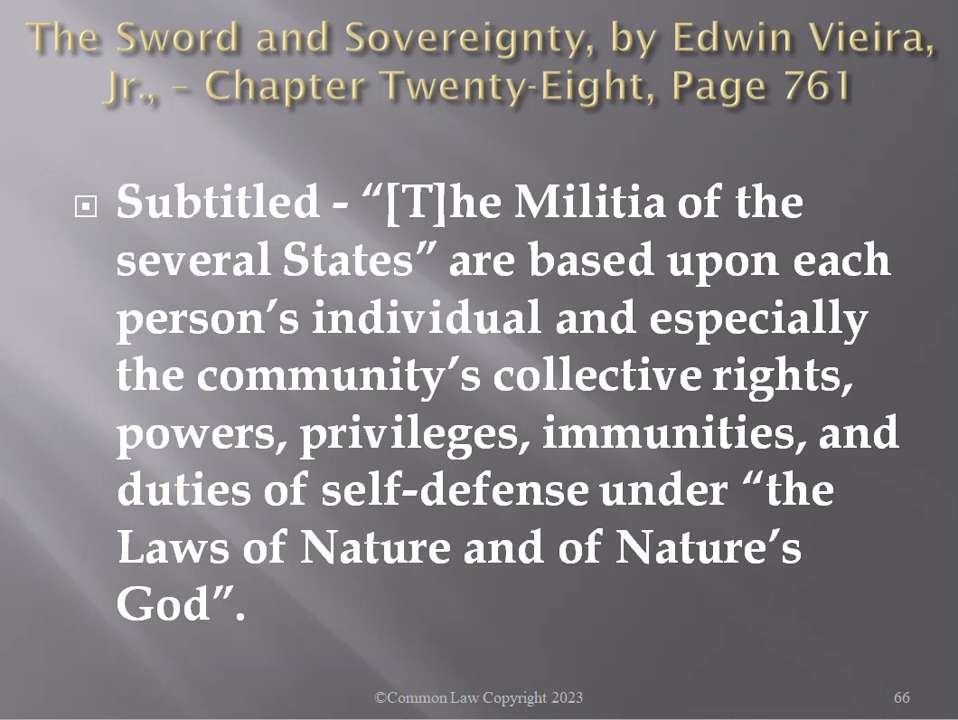 The Sword and Sovereignty, by Edwin Vieira,
Jr., – Chapter Twenty-Eight, Page 761
Subtitled - “[T]he Militia of the
several States” are based upon each
person’s individual and especially
the community’s collective rights,
powers, privileges, immunities, and
duties of self-defense under “the
Laws of Nature and of Nature’s
God”.
©Common Law Copyright 2023
66